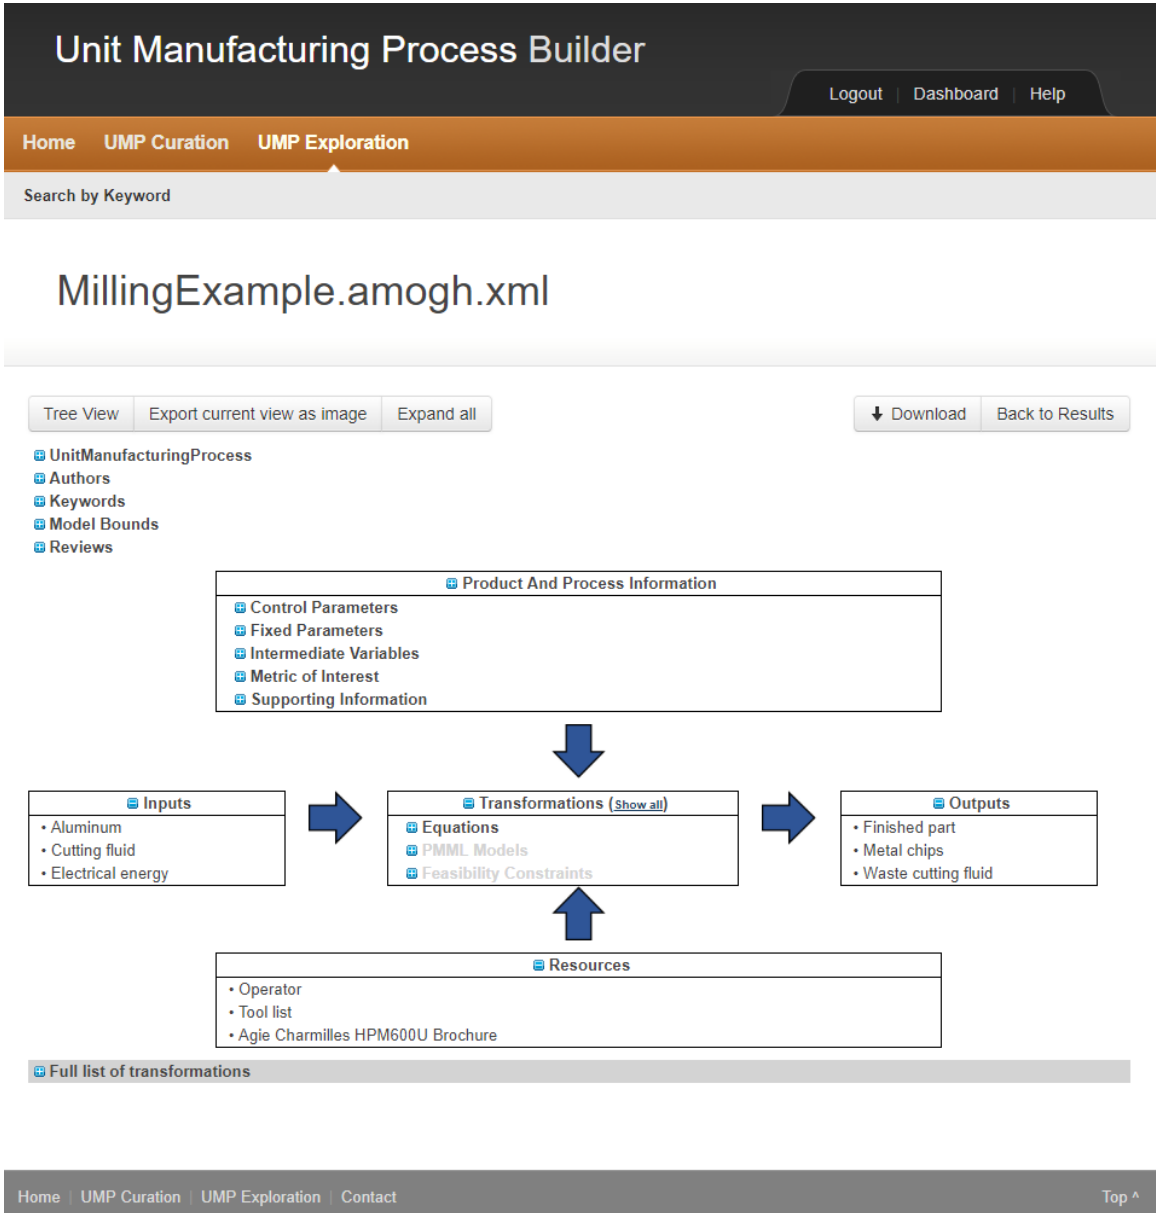 Unit Manufacturing Process Builder
Logout | Dashboard | Help
Home UMP Curation UMP Exploration
Search by Keyword
MillingExample.amogh.xml
Tree View Export current view as image Expand all Download Back to Results
UnitManufacturingProcess
Authors
Keywords
Model Bounds
Reviews
Product And Process Information
Control Parameters
Fixed Parameters
Intermediate Variables
Metric of Interest
Supporting Information
Inputs
• Aluminum
• Cutting fluid
• Electrical energy
Transformations (Show all)
Equations
PMML Models
Feasibility Constraints
Outputs
• Finished part
• Metal chips
• Waste cutting fluid
Resources
• Operator
• Tool list
• Agie Charmilles HPM600U Brochure
Full list of transformations
Home | UMP Curation | UMP Exploration | Contact Top ^